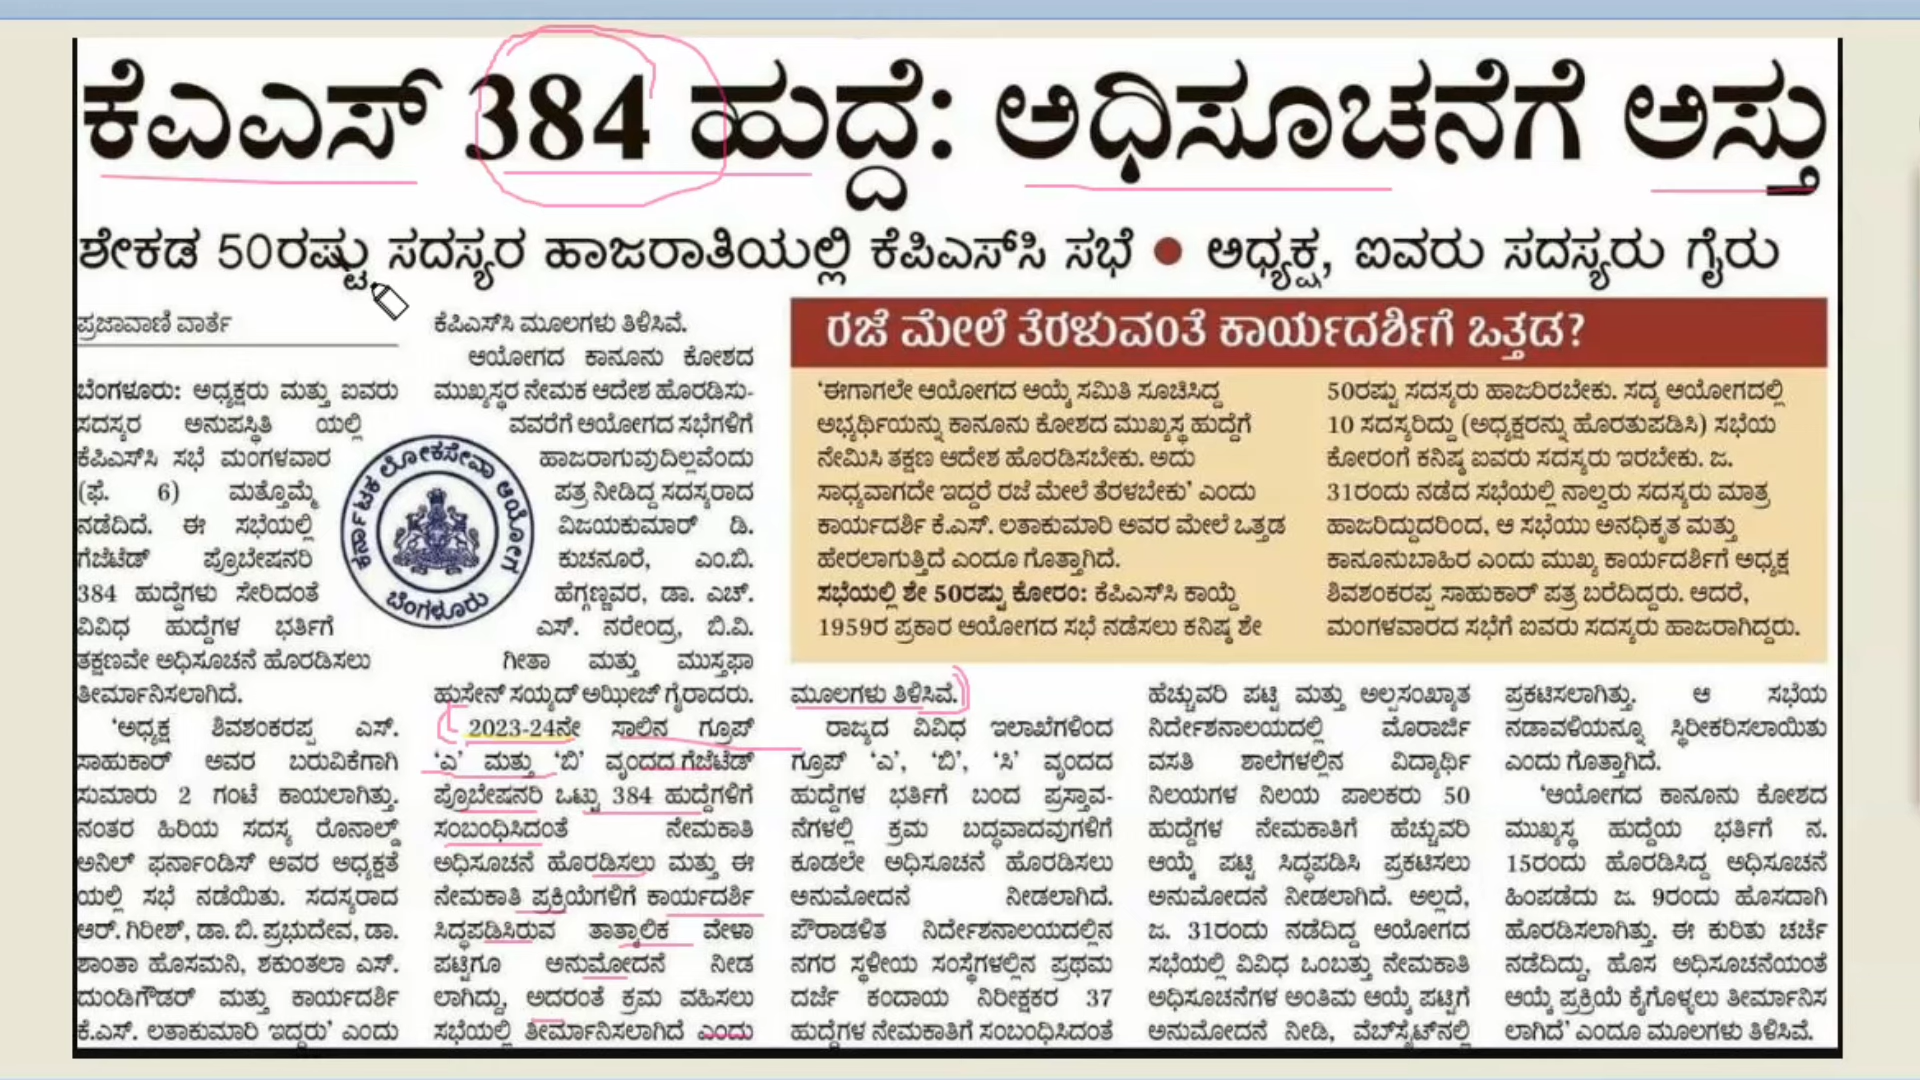 ಕೆಎಎಸ್ 384 ಹುದ್ದೆ: ಅಧಿಸೂಚನೆಗೆ ಅಸ್ತು
ಶೇಕಡ 50ರಷ್ಟು ಸದಸ್ಯರ ಹಾಜರಾತಿಯಲ್ಲಿ ಕೆಪಿಎಸ್‌ಸಿ ಸಭೆ ● ಅಧ್ಯಕ್ಷ, ಐವರು ಸದಸ್ಯರು ಗೈರು
ಪ್ರಜಾವಾಣಿ ವಾರ್ತೆ
ಬೆಂಗಳೂರು: ಅಧ್ಯಕ್ಷರು ಮತ್ತು ಐವರು
ಸದಸ್ಯರ ಅನುಪಸ್ಥಿತಿ ಯಲ್ಲಿ
ಕೆಪಿಎಸ್‌ಸಿ ಸಭೆ ಮಂಗಳವಾರ
(ಫೆ. 6) ಮತ್ತೊಮ್ಮೆ
ನಡೆದಿದೆ. ಈ ಸಭೆಯಲ್ಲಿ
ಗೆಜೆಟೆಡ್ ಪ್ರೊಬೇಷನರಿ
384 ಹುದ್ದೆಗಳು ಸೇರಿದಂತೆ
ವಿವಿಧ ಹುದ್ದೆಗಳ ಭರ್ತಿಗೆ
ತಕ್ಷಣವೇ ಅಧಿಸೂಚನೆ ಹೊರಡಿಸಲು
ತೀರ್ಮಾನಿಸಲಾಗಿದೆ.
'ಅಧ್ಯಕ್ಷ ಶಿವಶಂಕರಪ್ಪ ಎಸ್.
ಸಾಹುಕಾರ್ ಅವರ ಬರುವಿಕೆಗಾಗಿ
ಸುಮಾರು 2 ಗಂಟೆ ಕಾಯಲಾಗಿತ್ತು.
ನಂತರ ಹಿರಿಯ ಸದಸ್ಯ ರೊನಾಲ್ಡ್
ಅನಿಲ್ ಫರ್ನಾಂಡಿಸ್ ಅವರ ಅಧ್ಯಕ್ಷತೆ
ಯಲ್ಲಿ ಸಭೆ ನಡೆಯಿತು. ಸದಸ್ಯರಾದ
ಆರ್. ಗಿರೀಶ್, ಡಾ. ಬಿ. ಪ್ರಭುದೇವ, ಡಾ.
ಶಾಂತಾ ಹೊಸಮನಿ, ಶಕುಂತಲಾ ಎಸ್.
ದುಂಡಿಗೌಡರ್ ಮತ್ತು ಕಾರ್ಯದರ್ಶಿ
ಕೆ.ಎಸ್. ಲತಾಕುಮಾರಿ ಇದ್ದರು' ಎಂದು
ಕೆಪಿಎಸ್‌ಸಿ ಮೂಲಗಳು ತಿಳಿಸಿವೆ.
ಆಯೋಗದ ಕಾನೂನು ಕೋಶದ
ಮುಖ್ಯಸ್ಥರ ನೇಮಕ ಆದೇಶ ಹೊರಡಿಸು-
ವವರೆಗೆ ಆಯೋಗದ ಸಭೆಗಳಿಗೆ
ಹಾಜರಾಗುವುದಿಲ್ಲವೆಂದು
ಪತ್ರ ನೀಡಿದ್ದ ಸದಸ್ಯರಾದ
ವಿಜಯಕುಮಾರ್ ಡಿ.
ಕುಚನೂರೆ, ಎಂ.ಬಿ.
ಹೆಗ್ಗಣ್ಣವರ, ಡಾ. ಎಚ್.
ಎಸ್. ನರೇಂದ್ರ, ಬಿ.ವಿ.
ಗೀತಾ ಮತ್ತು ಮುಸ್ತಫಾ
ಹುಸೇನ್ ಸಯ್ಯದ್ ಅಝೀಜ್ ಗೈರಾದರು.
2023-24ನೇ ಸಾಲಿನ ಗ್ರೂಪ್
'ಎ' ಮತ್ತು 'ಬಿ' ವೃಂದದ ಗೆಜೆಟೆಡ್
ಪ್ರೊಬೇಷನರಿ ಒಟ್ಟು 384 ಹುದ್ದೆಗಳಿಗೆ
ಸಂಬಂಧಿಸಿದಂತೆ ನೇಮಕಾತಿ
ಅಧಿಸೂಚನೆ ಹೊರಡಿಸಲು ಮತ್ತು ಈ
ನೇಮಕಾತಿ ಪ್ರಕ್ರಿಯೆಗಳಿಗೆ ಕಾರ್ಯದರ್ಶಿ
ಸಿದ್ಧಪಡಿಸಿರುವ ತಾತ್ಕಾಲಿಕ ವೇಳಾ
ಪಟ್ಟಿಗೂ ಅನುಮೋದನೆ ನೀಡ
ಲಾಗಿದ್ದು, ಅದರಂತೆ ಕ್ರಮ ವಹಿಸಲು
ಸಭೆಯಲ್ಲಿ ತೀರ್ಮಾನಿಸಲಾಗಿದೆ ಎಂದು
ಕರ್ನಾಟಕ ಲೋಕಸೇವಾ ಆಯೋಗ
ಬೆಂಗಳೂರು
ರಜೆ ಮೇಲೆ ತೆರಳುವಂತೆ ಕಾರ್ಯದರ್ಶಿಗೆ ಒತ್ತಡ?
'ಈಗಾಗಲೇ ಆಯೋಗದ ಆಯ್ಕೆ ಸಮಿತಿ ಸೂಚಿಸಿದ್ದ
ಅಭ್ಯರ್ಥಿಯನ್ನು ಕಾನೂನು ಕೋಶದ ಮುಖ್ಯಸ್ಥ ಹುದ್ದೆಗೆ
ನೇಮಿಸಿ ತಕ್ಷಣ ಆದೇಶ ಹೊರಡಿಸಬೇಕು. ಅದು
ಸಾಧ್ಯವಾಗದೇ ಇದ್ದರೆ ರಜೆ ಮೇಲೆ ತೆರಳಬೇಕು' ಎಂದು
ಕಾರ್ಯದರ್ಶಿ ಕೆ.ಎಸ್. ಲತಾಕುಮಾರಿ ಅವರ ಮೇಲೆ ಒತ್ತಡ
ಹೇರಲಾಗುತ್ತಿದೆ ಎಂದೂ ಗೊತ್ತಾಗಿದೆ.
ಸಭೆಯಲ್ಲಿ ಶೇ 50ರಷ್ಟು ಕೋರಂ: ಕೆಪಿಎಸ್‌ಸಿ ಕಾಯ್ದೆ
1959ರ ಪ್ರಕಾರ ಆಯೋಗದ ಸಭೆ ನಡೆಸಲು ಕನಿಷ್ಠ ಶೇ
50ರಷ್ಟು ಸದಸ್ಯರು ಹಾಜರಿರಬೇಕು. ಸದ್ಯ ಆಯೋಗದಲ್ಲಿ
10 ಸದಸ್ಯರಿದ್ದು (ಅಧ್ಯಕ್ಷರನ್ನು ಹೊರತುಪಡಿಸಿ) ಸಭೆಯ
ಕೋರಂಗೆ ಕನಿಷ್ಠ ಐವರು ಸದಸ್ಯರು ಇರಬೇಕು. ಜ.
31ರಂದು ನಡೆದ ಸಭೆಯಲ್ಲಿ ನಾಲ್ವರು ಸದಸ್ಯರು ಮಾತ್ರ
ಹಾಜರಿದ್ದುದರಿಂದ, ಆ ಸಭೆಯು ಅನಧಿಕೃತ ಮತ್ತು
ಕಾನೂನುಬಾಹಿರ ಎಂದು ಮುಖ್ಯ ಕಾರ್ಯದರ್ಶಿಗೆ ಅಧ್ಯಕ್ಷ
ಶಿವಶಂಕರಪ್ಪ ಸಾಹುಕಾರ್ ಪತ್ರ ಬರೆದಿದ್ದರು. ಆದರೆ,
ಮಂಗಳವಾರದ ಸಭೆಗೆ ಐವರು ಸದಸ್ಯರು ಹಾಜರಾಗಿದ್ದರು.
ಮೂಲಗಳು ತಿಳಿಸಿವೆ.
ರಾಜ್ಯದ ವಿವಿಧ ಇಲಾಖೆಗಳಿಂದ
ಗ್ರೂಪ್ 'ಎ', 'ಬಿ', 'ಸಿ' ವೃಂದದ
ಹುದ್ದೆಗಳ ಭರ್ತಿಗೆ ಬಂದ ಪ್ರಸ್ತಾವ-
ನೆಗಳಲ್ಲಿ ಕ್ರಮ ಬದ್ಧವಾದವುಗಳಿಗೆ
ಕೂಡಲೇ ಅಧಿಸೂಚನೆ ಹೊರಡಿಸಲು
ಅನುಮೋದನೆ ನೀಡಲಾಗಿದೆ.
ಪೌರಾಡಳಿತ ನಿರ್ದೇಶನಾಲಯದಲ್ಲಿನ
ನಗರ ಸ್ಥಳೀಯ ಸಂಸ್ಥೆಗಳಲ್ಲಿನ ಪ್ರಥಮ
ದರ್ಜೆ ಕಂದಾಯ ನಿರೀಕ್ಷಕರ 37
ಹುದ್ದೆಗಳ ನೇಮಕಾತಿಗೆ ಸಂಬಂಧಿಸಿದಂತೆ
ಹೆಚ್ಚುವರಿ ಪಟ್ಟಿ ಮತ್ತು ಅಲ್ಪಸಂಖ್ಯಾತ
ನಿರ್ದೇಶನಾಲಯದಲ್ಲಿ ಮೊರಾರ್ಜಿ
ವಸತಿ ಶಾಲೆಗಳಲ್ಲಿನ ವಿದ್ಯಾರ್ಥಿ
ನಿಲಯಗಳ ನಿಲಯ ಪಾಲಕರು 50
ಹುದ್ದೆಗಳ ನೇಮಕಾತಿಗೆ ಹೆಚ್ಚುವರಿ
ಆಯ್ಕೆ ಪಟ್ಟಿ ಸಿದ್ಧಪಡಿಸಿ ಪ್ರಕಟಿಸಲು
ಅನುಮೋದನೆ ನೀಡಲಾಗಿದೆ. ಅಲ್ಲದೆ,
ಜ. 31ರಂದು ನಡೆದಿದ್ದ ಆಯೋಗದ
ಸಭೆಯಲ್ಲಿ ವಿವಿಧ ಒಂಬತ್ತು ನೇಮಕಾತಿ
ಅಧಿಸೂಚನೆಗಳ ಅಂತಿಮ ಆಯ್ಕೆ ಪಟ್ಟಿಗೆ
ಅನುಮೋದನೆ ನೀಡಿ, ವೆಬ್‌ಸೈಟ್‌ನಲ್ಲಿ
ಪ್ರಕಟಿಸಲಾಗಿತ್ತು. ಆ ಸಭೆಯ
ನಡಾವಳಿಯನ್ನೂ ಸ್ಥಿರೀಕರಿಸಲಾಯಿತು
ಎಂದು ಗೊತ್ತಾಗಿದೆ.
'ಆಯೋಗದ ಕಾನೂನು ಕೋಶದ
ಮುಖ್ಯಸ್ಥ ಹುದ್ದೆಯ ಭರ್ತಿಗೆ ನ.
15ರಂದು ಹೊರಡಿಸಿದ್ದ ಅಧಿಸೂಚನೆ
ಹಿಂಪಡೆದು ಜ. 9ರಂದು ಹೊಸದಾಗಿ
ಹೊರಡಿಸಲಾಗಿತ್ತು. ಈ ಕುರಿತು ಚರ್ಚೆ
ನಡೆದಿದ್ದು, ಹೊಸ ಅಧಿಸೂಚನೆಯಂತೆ
ಆಯ್ಕೆ ಪ್ರಕ್ರಿಯೆ ಕೈಗೊಳ್ಳಲು ತೀರ್ಮಾನಿಸ
ಲಾಗಿದೆ' ಎಂದೂ ಮೂಲಗಳು ತಿಳಿಸಿವೆ.